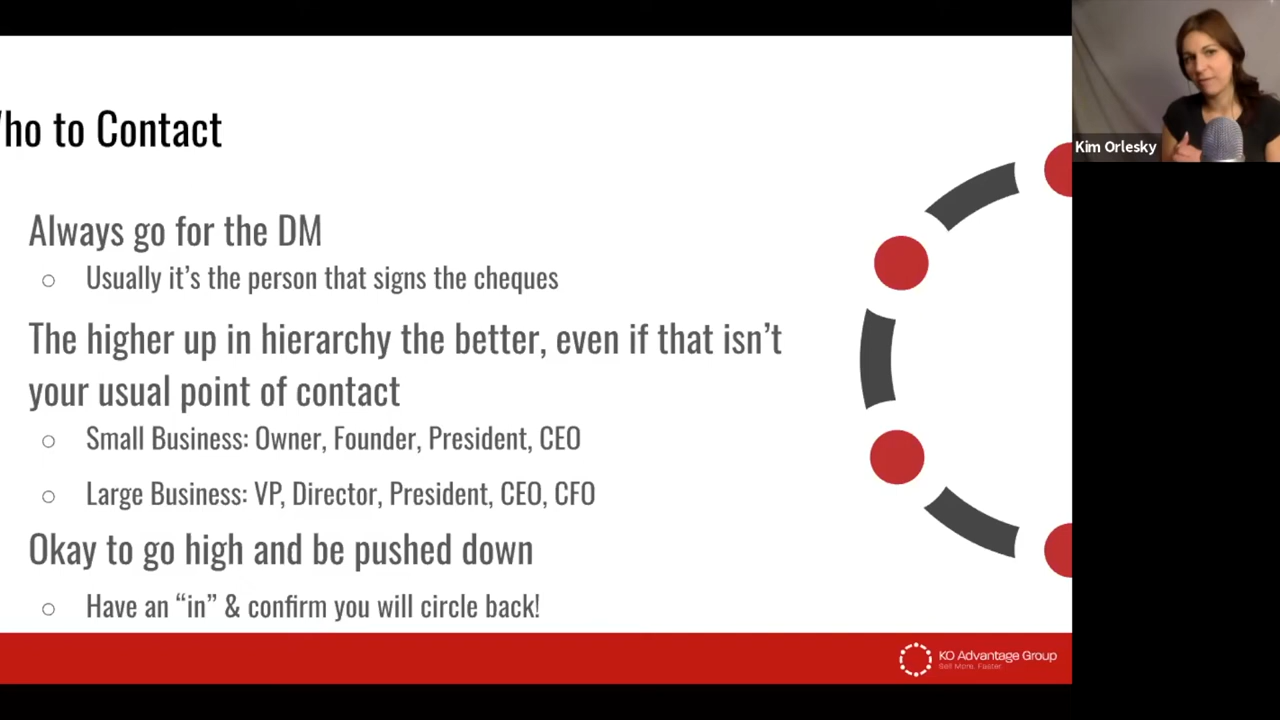 ho to Contact
Always go for the DM
Usually it's the person that signs the cheques
The higher up in hierarchy the better, even if that isn't
your usual point of contact
Small Business: Owner, Founder, President, CEO
Large Business: VP, Director, President, CEO, CFO
Okay to go high and be pushed down
Have an “in” & confirm you will circle back!
KO Advantage Group
Sell More. Faster
Kim Orlesky